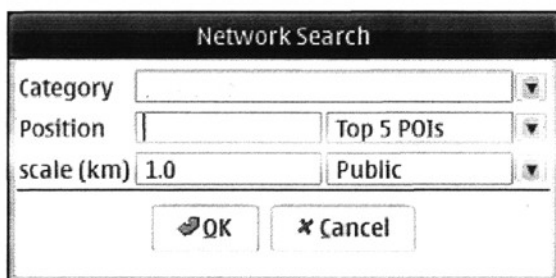 Network Search
Category
Position Top 5 POIs
scale (km) 1.0 Public
OK Cancel